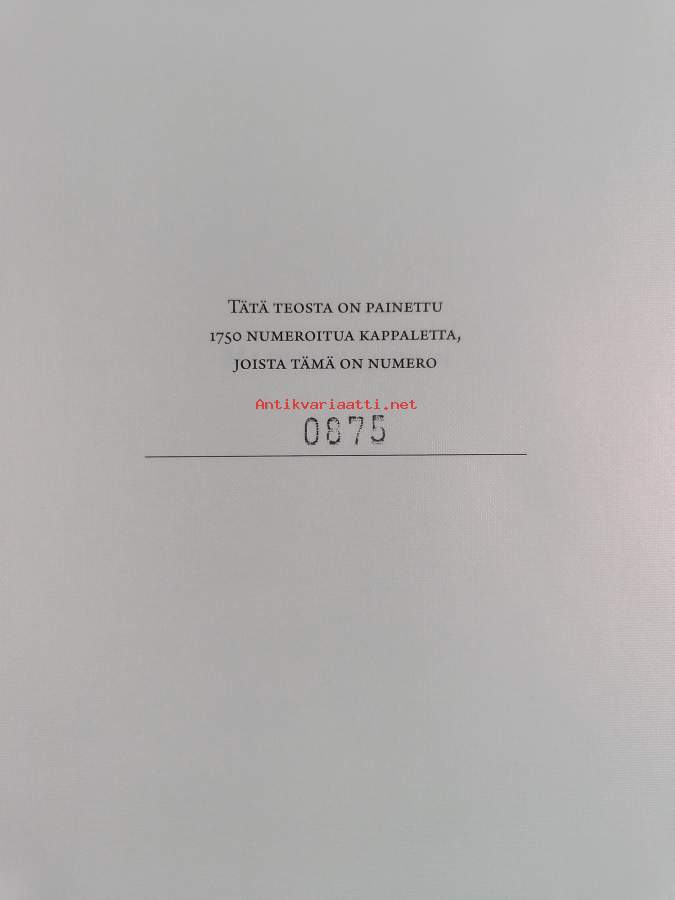 Tätä teosta on painettu
1750 numeroitua kappaletta,
joista tämä on numero
Antikvariaatti.net
0875